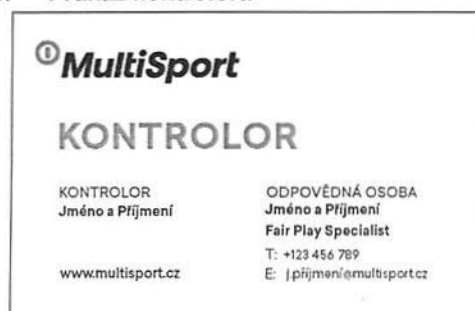 MultiSport
KONTROLOR
KONTROLOR
Jméno a Příjmení
www.multisport.cz
ODPOVĚDNÁ OSOBA
Jméno a Příjmení
Fair Play Specialist
T: +123 456 789
E: j.příjmení@multisport.cz